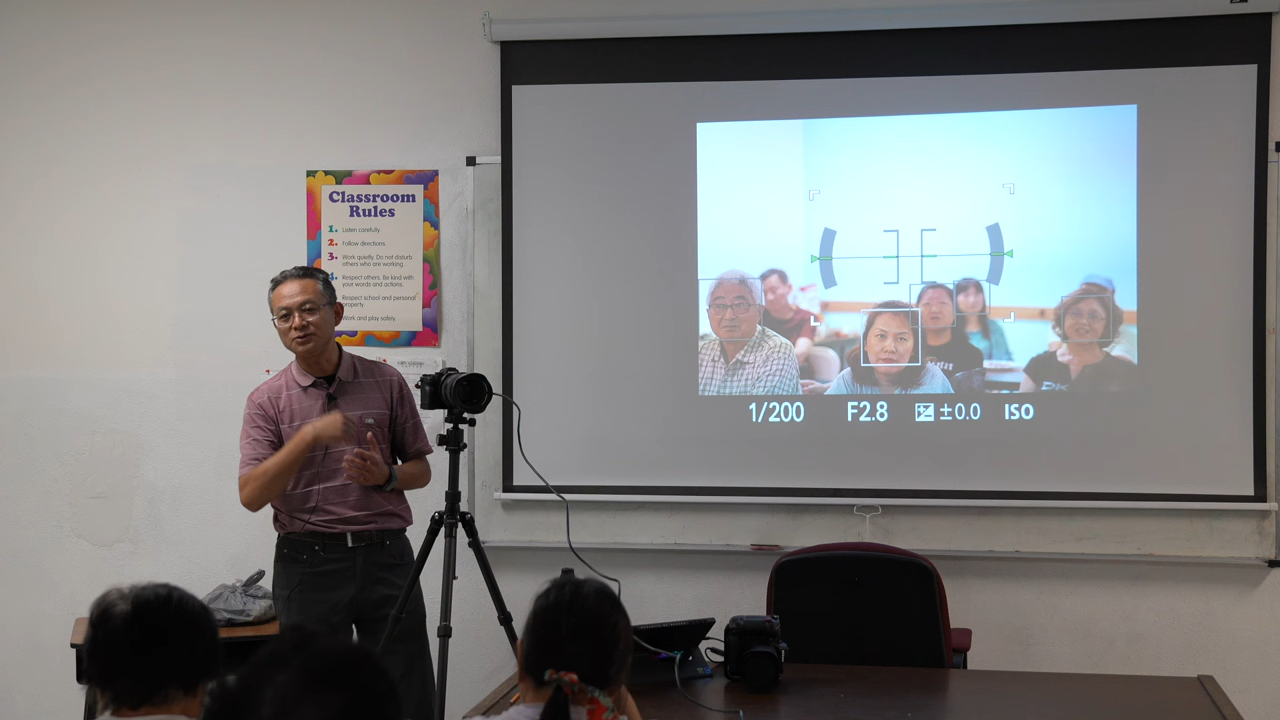 Classroom
Rules
1. Listen carefully.
2. Follow directions.
3. Work quietly. Do not disturb
others who are working.
4. Respect others. Be kind with
your words and actions.
Respect school and personal
property.
Work and play safely.
1/200 F2.8 ±0.0 ISO